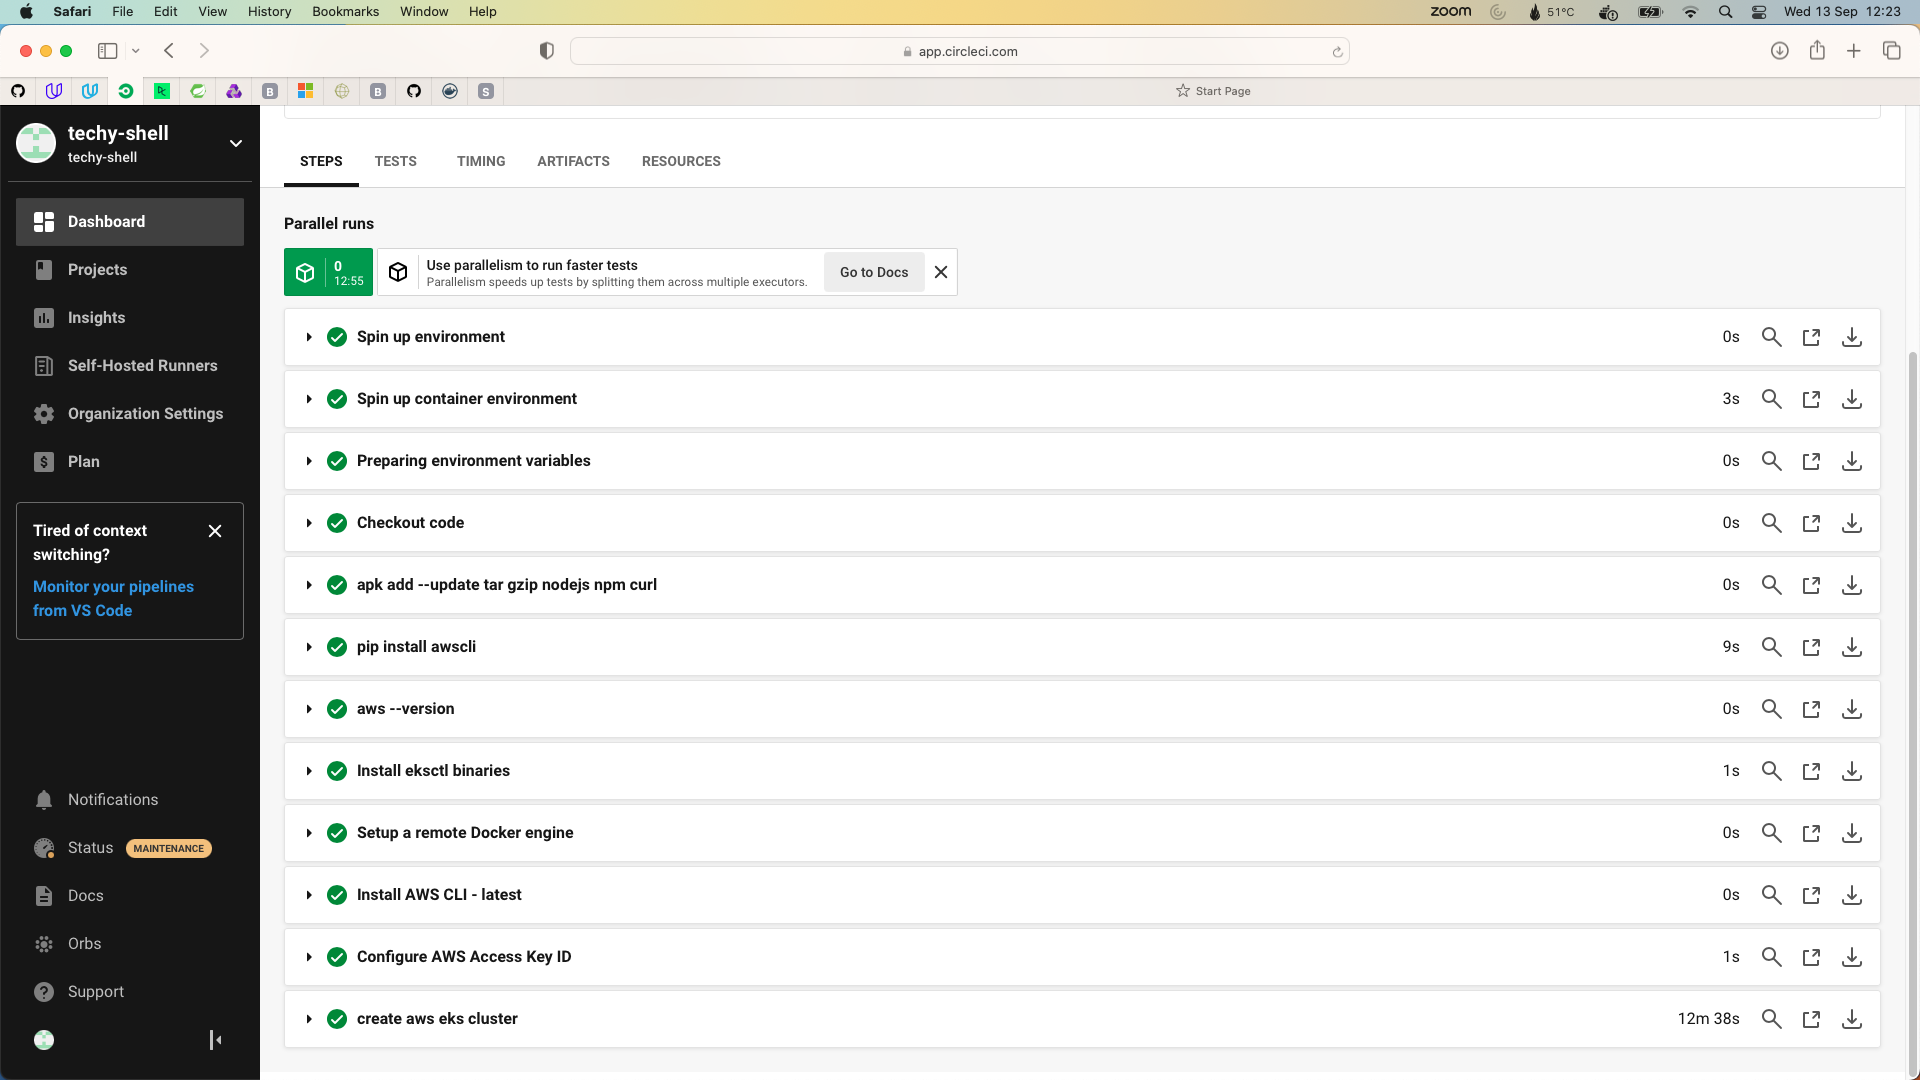 Safari File Edit View History Bookmarks Window Help
zoom 51°C Wed 13 Sep 12:23
app.circleci.com
B B S
Start Page
techy-shell
techy-shell
Dashboard
Projects
Insights
Self-Hosted Runners
Organization Settings
$ Plan
Tired of context
switching?
Monitor your pipelines
from VS Code
Notifications
Status MAINTENANCE
Docs
Orbs
? Support
STEPS TESTS TIMING ARTIFACTS RESOURCES
Parallel runs
0
12:55
Use parallelism to run faster tests
Parallelism speeds up tests by splitting them across multiple executors.
Go to Docs
Spin up environment 0s
Spin up container environment 3s
Preparing environment variables 0s
Checkout code 0s
apk add --update tar gzip nodejs npm curl 0s
pip install awscli 9s
aws --version 0s
Install eksctl binaries 1s
Setup a remote Docker engine 0s
Install AWS CLI - latest 0s
Configure AWS Access Key ID 1s
create aws eks cluster 12m 38s